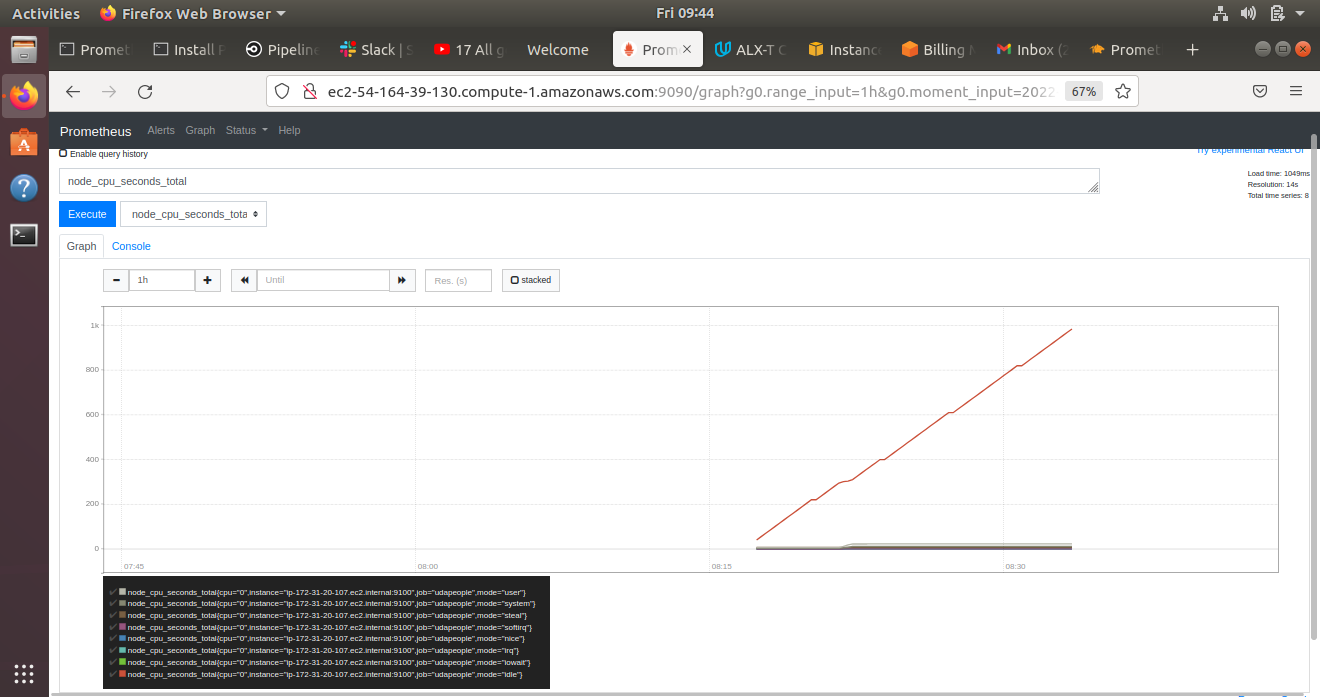 Activities
Firefox Web Browser
Fri 09:44
Promet
Install P
Pipelin
Slack | S
17 All g
Welcome
Prom
ALX-T C
Instanc
Billing M
Inbox (2
Promet
ec2-54-164-39-130.compute-1.amazonaws.com:9090/graph?g0.range_input=1h&g0.moment_input=2022
67%
Prometheus
Alerts
Graph
Status
Help
Enable query history
Try experimental React UI
node_cpu_seconds_total
Load time: 1049ms
Resolution: 14s
Total time series: 8
Execute
node_cpu_seconds_tota
Graph
Console
1h
Until
Res. (s)
stacked
1k
800
600
400
200
0
07:45
08:00
08:15
08:30
node_cpu_seconds_total{cpu="0",instance="ip-172-31-20-107.ec2.internal:9100",job="udapeople",mode="user"}
node_cpu_seconds_total{cpu="0",instance="ip-172-31-20-107.ec2.internal:9100",job="udapeople",mode="system"}
node_cpu_seconds_total{cpu="0",instance="ip-172-31-20-107.ec2.internal:9100",job="udapeople",mode="steal"}
node_cpu_seconds_total{cpu="0",instance="ip-172-31-20-107.ec2.internal:9100",job="udapeople",mode="softirq"}
node_cpu_seconds_total{cpu="0",instance="ip-172-31-20-107.ec2.internal:9100",job="udapeople",mode="nice"}
node_cpu_seconds_total{cpu="0",instance="ip-172-31-20-107.ec2.internal:9100",job="udapeople",mode="irq"}
node_cpu_seconds_total{cpu="0",instance="ip-172-31-20-107.ec2.internal:9100",job="udapeople",mode="iowait"}
node_cpu_seconds_total{cpu="0",instance="ip-172-31-20-107.ec2.internal:9100",job="udapeople",mode="idle"}